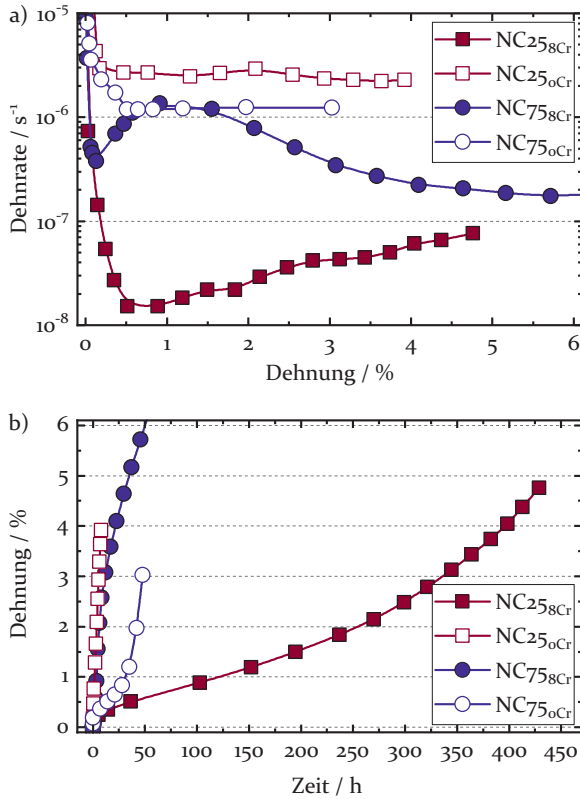 a)
10⁻⁵
10⁻⁶
10⁻⁷
10⁻⁸
Dehnrate / s⁻¹
NC25₈Cr
NC25₀Cr
NC75₈Cr
NC75₀Cr
0 1 2 3 4 5 6
Dehnung / %
b)
6
5
4
3
2
1
0
Dehnung / %
NC25₈Cr
NC25₀Cr
NC75₈Cr
NC75₀Cr
0 50 100 150 200 250 300 350 400 450
Zeit / h